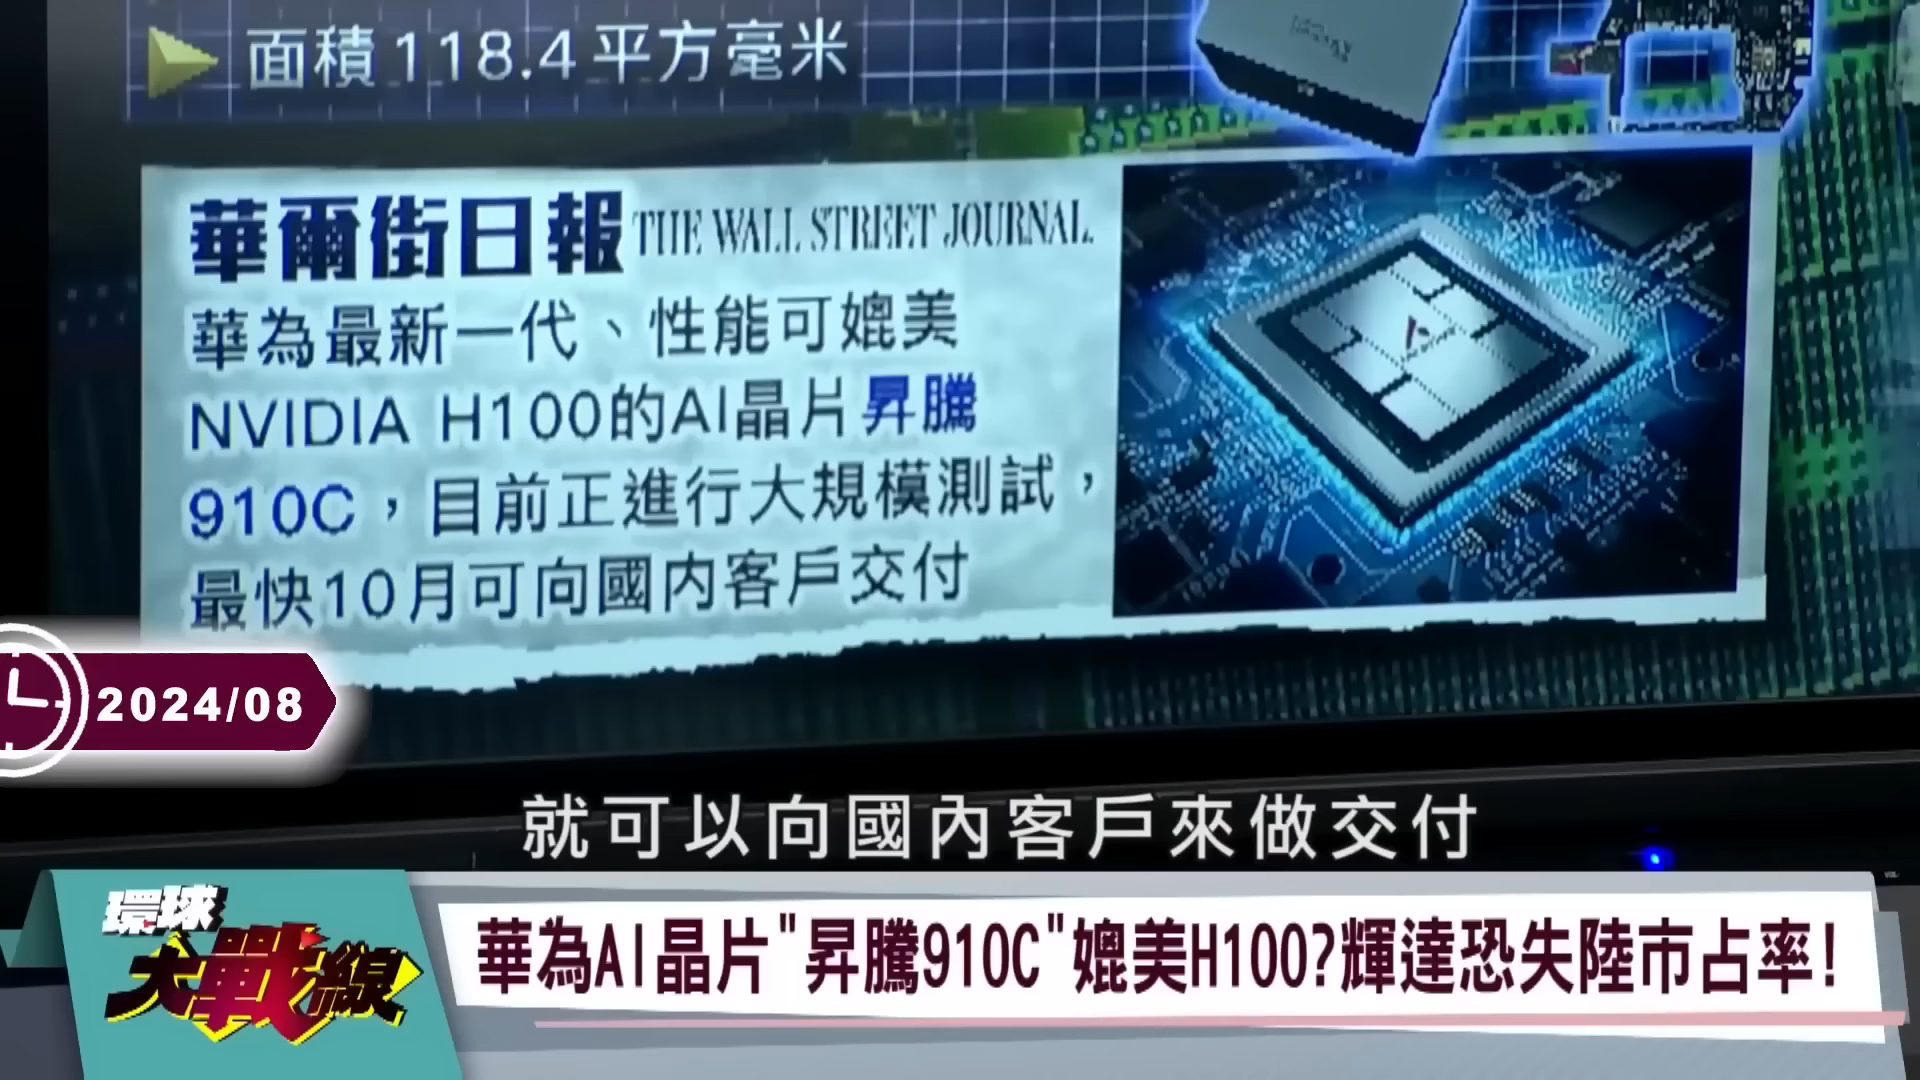 面積118.4平方毫米
華爾街日報 THE WALL STREET JOURNAL.
華為最新一代、性能可媲美
NVIDIA H100的AI晶片昇騰
910C，目前正進行大規模測試，
最快10月可向國內客戶交付
2024/08
就可以向國內客戶來做交付
環球
大戰線
華為AI晶片"昇騰910C"媲美H100?輝達恐失陸市占率!